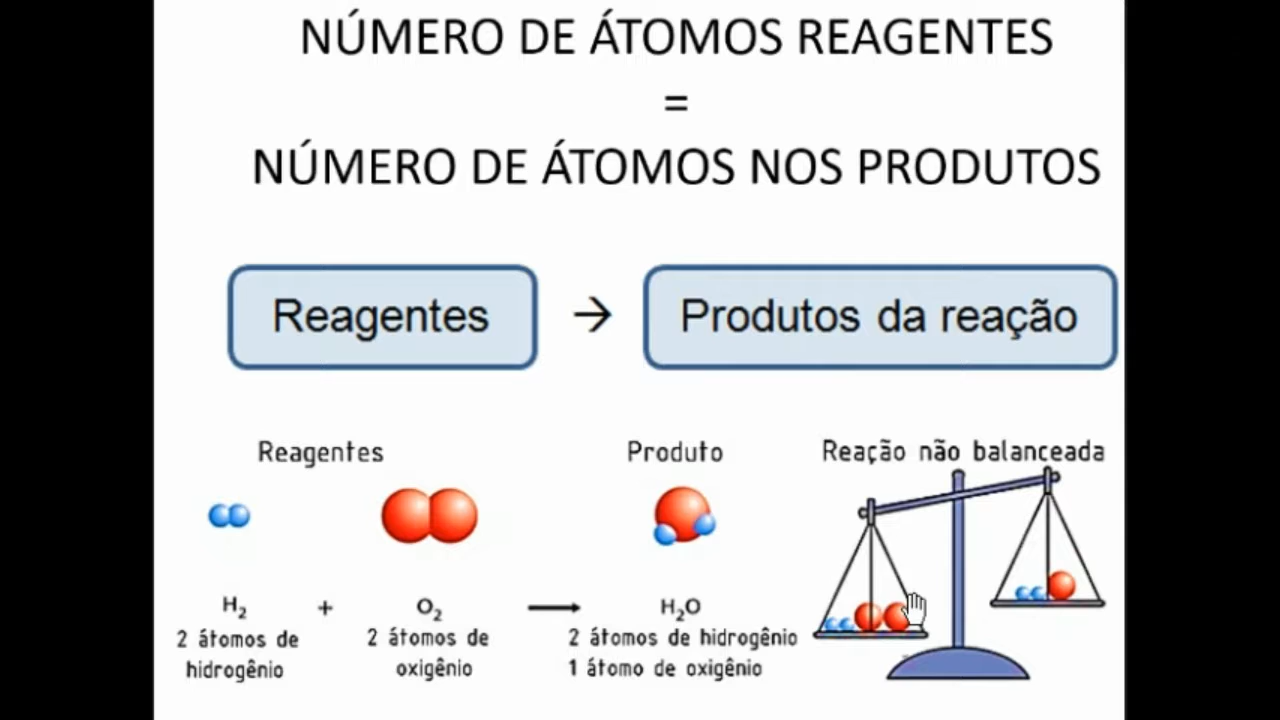 NÚMERO DE ÁTOMOS REAGENTES
=
NÚMERO DE ÁTOMOS NOS PRODUTOS
Reagentes → Produtos da reação
Reagentes Produto Reação não balanceada
H₂ + O₂ → H₂O
2 átomos de 2 átomos de 2 átomos de hidrogênio
hidrogênio oxigênio 1 átomo de oxigênio